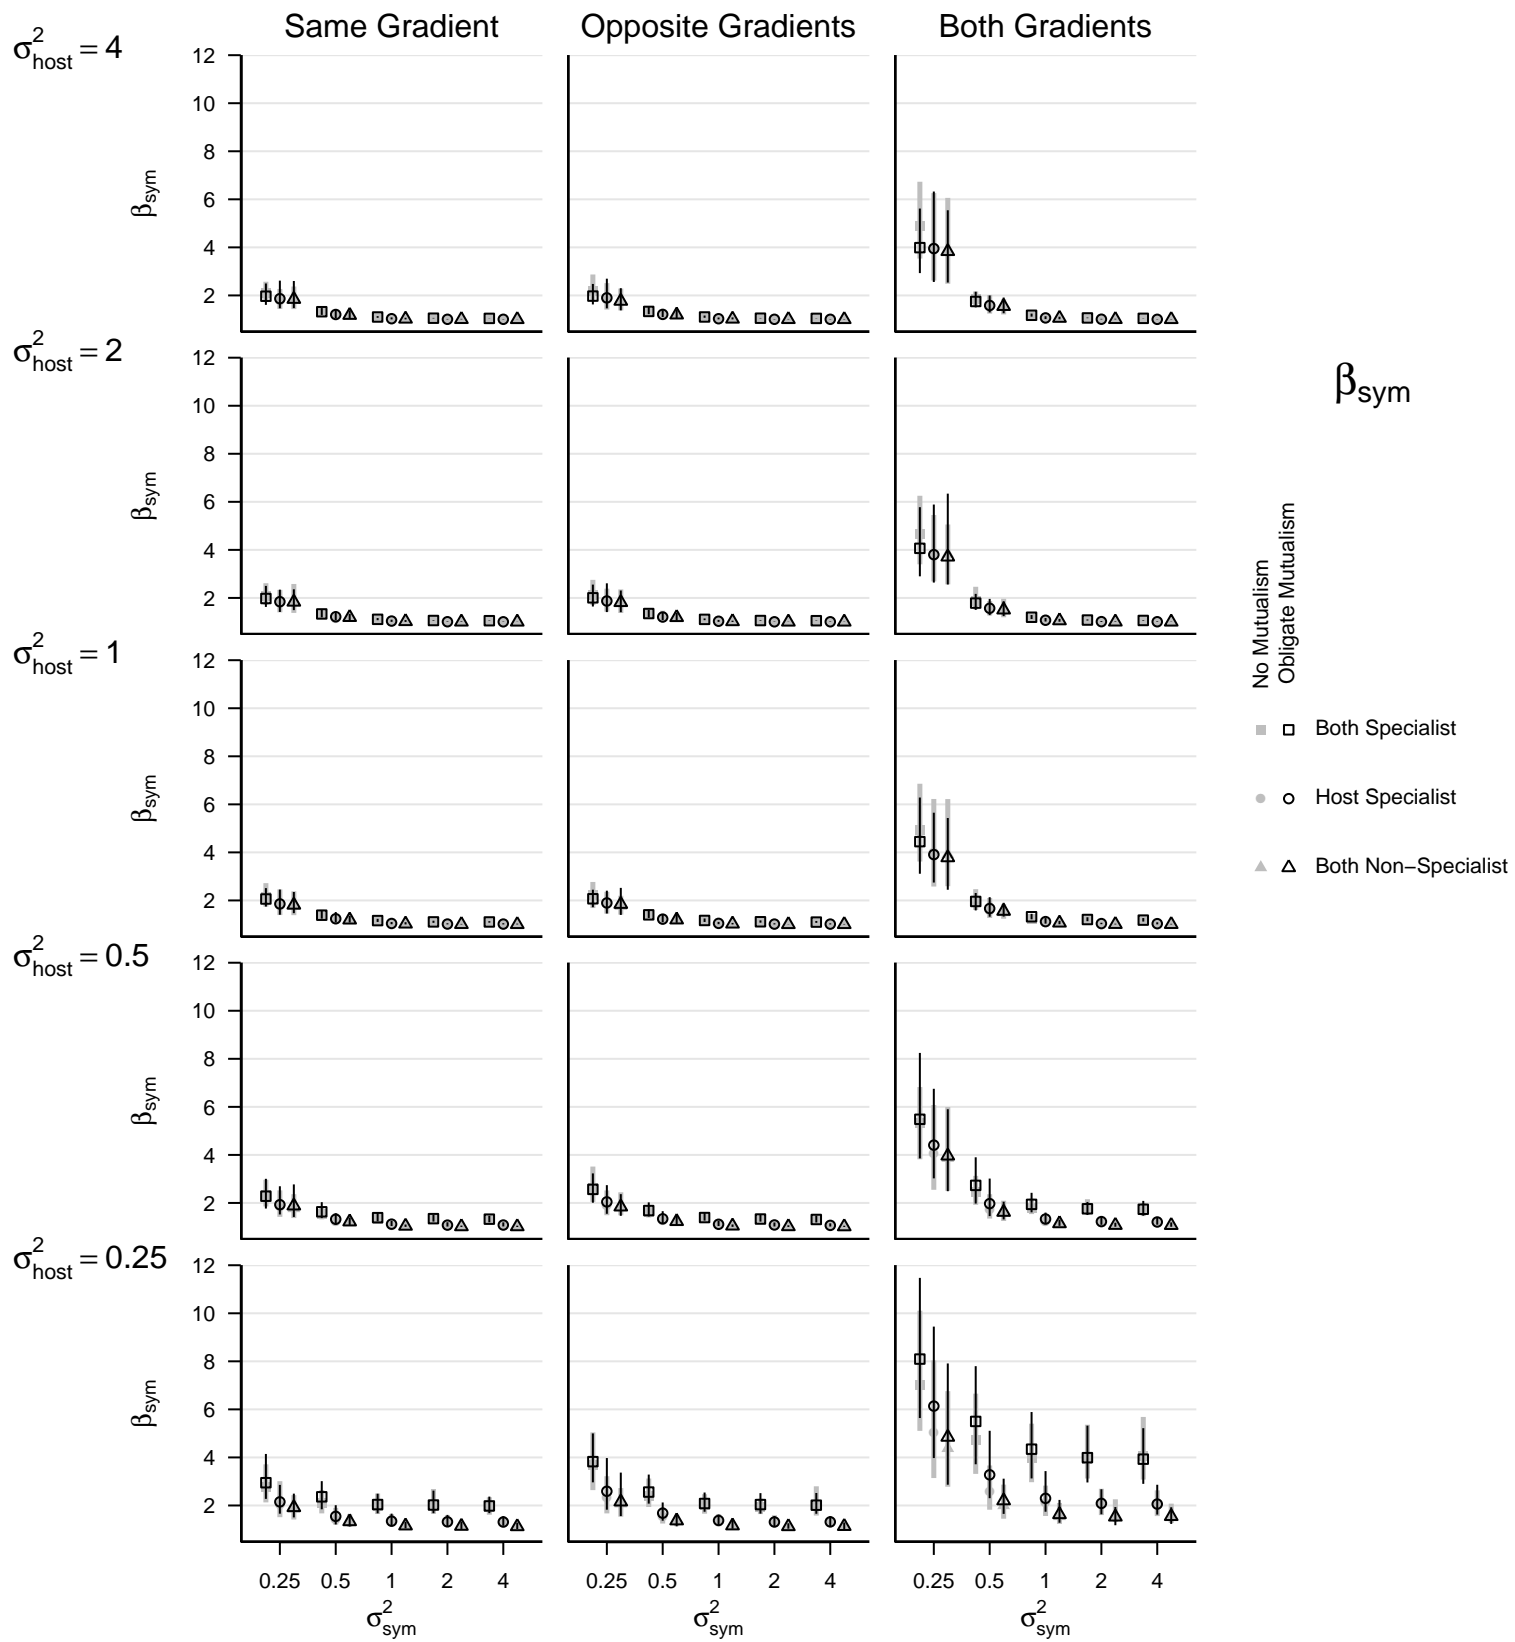 Same Gradient Opposite Gradients Both Gradients
σ²host = 4
12
10
8
6
4
2
βsym
σ²host = 2
12
10
8
6
4
2
βsym
βsym
σ²host = 1
12
10
8
6
4
2
βsym
No Mutualism
Obligate Mutualism
Both Specialist
Host Specialist
Both Non−Specialist
σ²host = 0.5
12
10
8
6
4
2
βsym
σ²host = 0.25
12
10
8
6
4
2
βsym
0.25 0.5 1 2 4 0.25 0.5 1 2 4 0.25 0.5 1 2 4
σ²sym σ²sym σ²sym